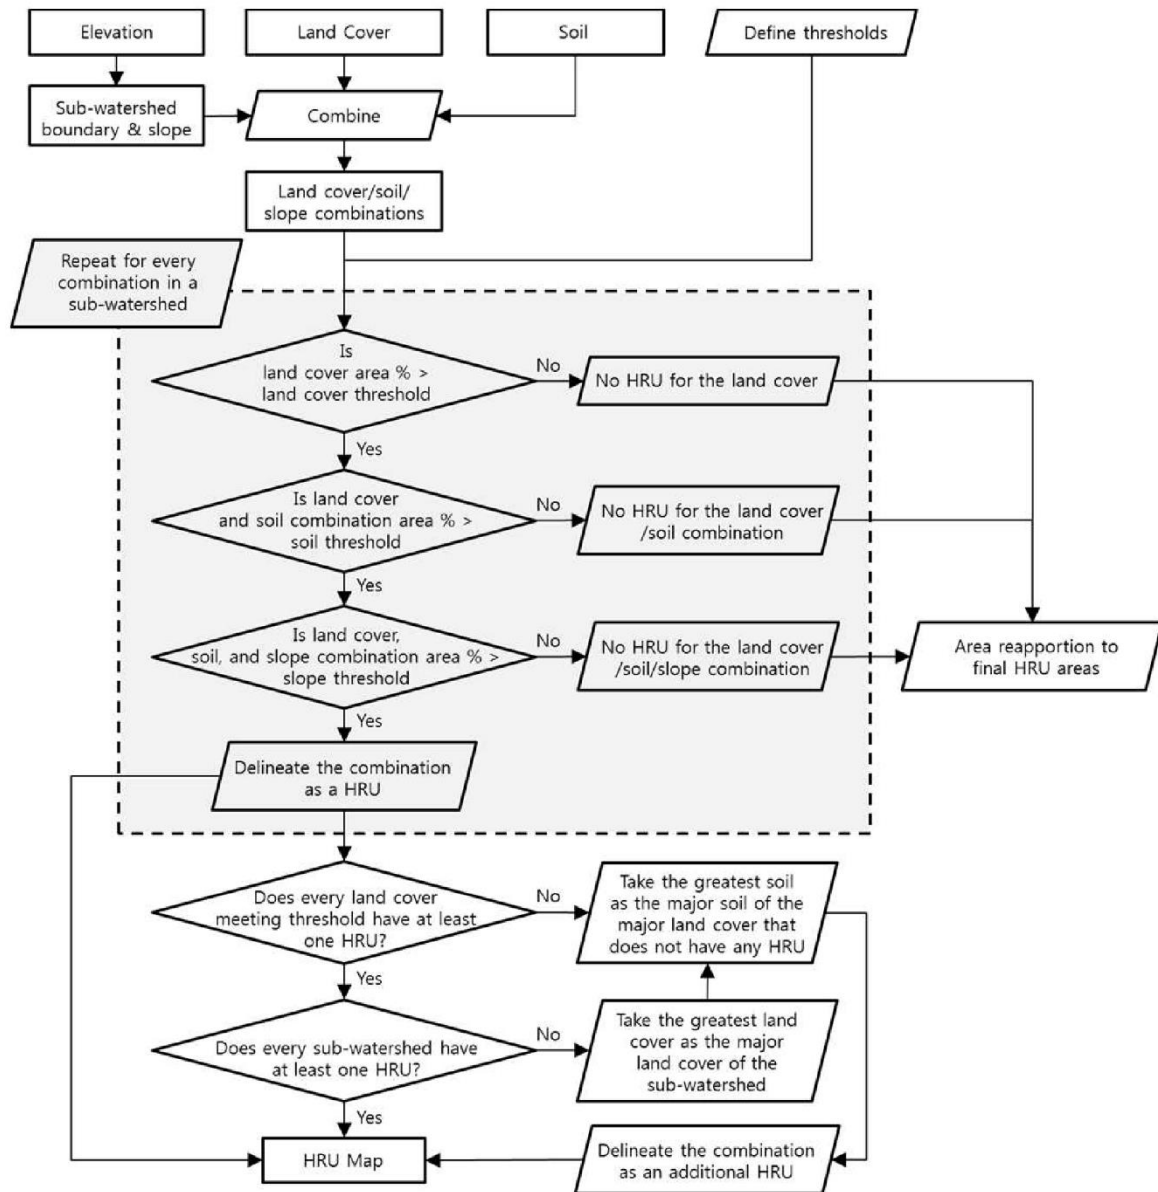 Elevation
Land Cover
Soil
Define thresholds
Sub-watershed
boundary & slope
Combine
Land cover/soil/
slope combinations
Repeat for every
combination in a
sub-watershed
Is
land cover area % >
land cover threshold
No
No HRU for the land cover
Yes
Is land cover
and soil combination area % >
soil threshold
No
No HRU for the land cover
/soil combination
Yes
Is land cover,
soil, and slope combination area % >
slope threshold
No
No HRU for the land cover
/soil/slope combination
Area reapportion to
final HRU areas
Yes
Delineate the combination
as a HRU
Does every land cover
meeting threshold have at least
one HRU?
No
Take the greatest soil
as the major soil of the
major land cover that
does not have any HRU
Yes
Does every sub-watershed have
at least one HRU?
No
Take the greatest land
cover as the major
land cover of the
sub-watershed
Yes
HRU Map
Delineate the combination
as an additional HRU